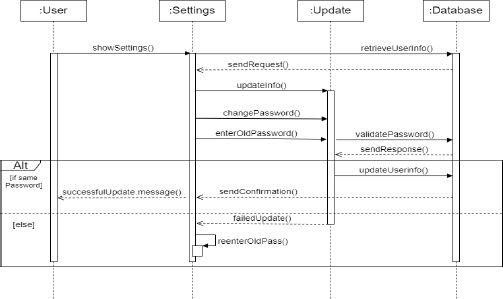 :User :Settings :Update :Database
showSettings() retrieveUserInfo()
sendRequest()
updateInfo()
changePassword()
enterOldPassword() validatePassword()
sendResponse()
Alt
[if same
Password]
updateUserinfo()
successfulUpdate.message() sendConfirmation()
[else] failedUpdate()
reenterOldPass()